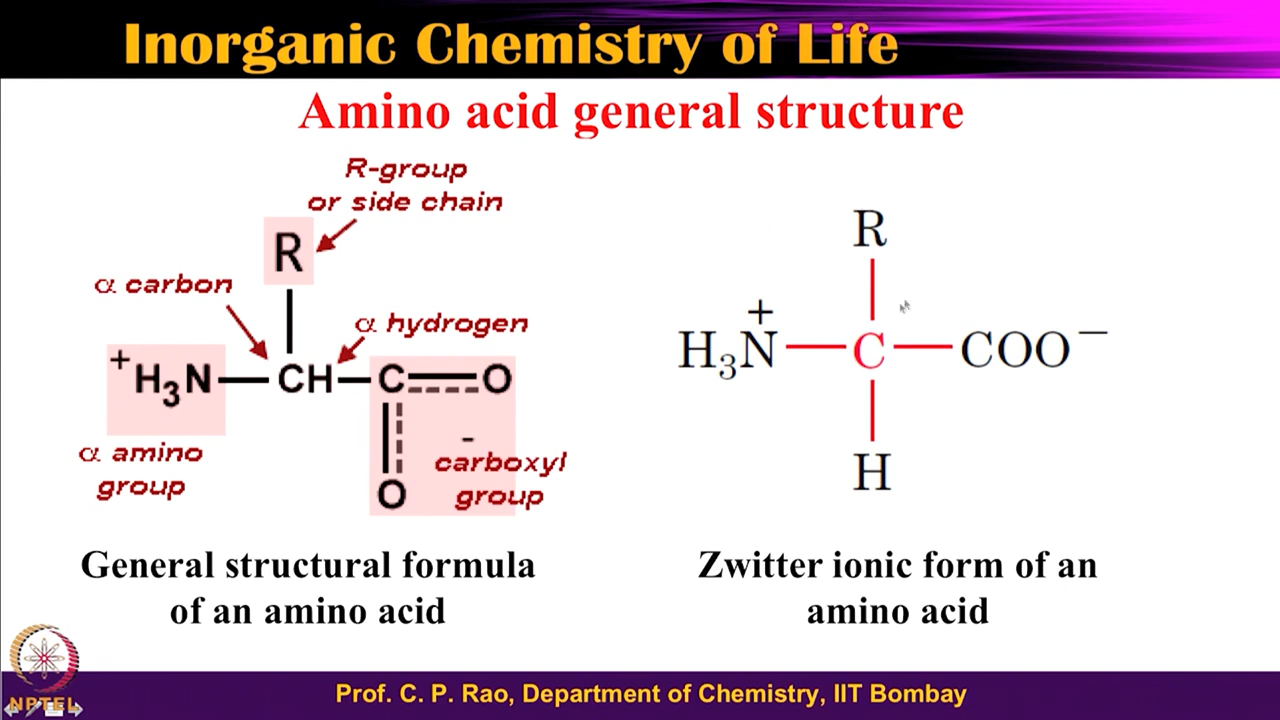 Inorganic Chemistry of Life
Amino acid general structure
R-group
or side chain
R
α carbon
α hydrogen
+H₃N—CH—C=O
α amino
group
-
carboxyl
group
O
General structural formula
of an amino acid
R
+
H₃N—C—COO⁻
H
Zwitter ionic form of an
amino acid
NPTEL
Prof. C. P. Rao, Department of Chemistry, IIT Bombay